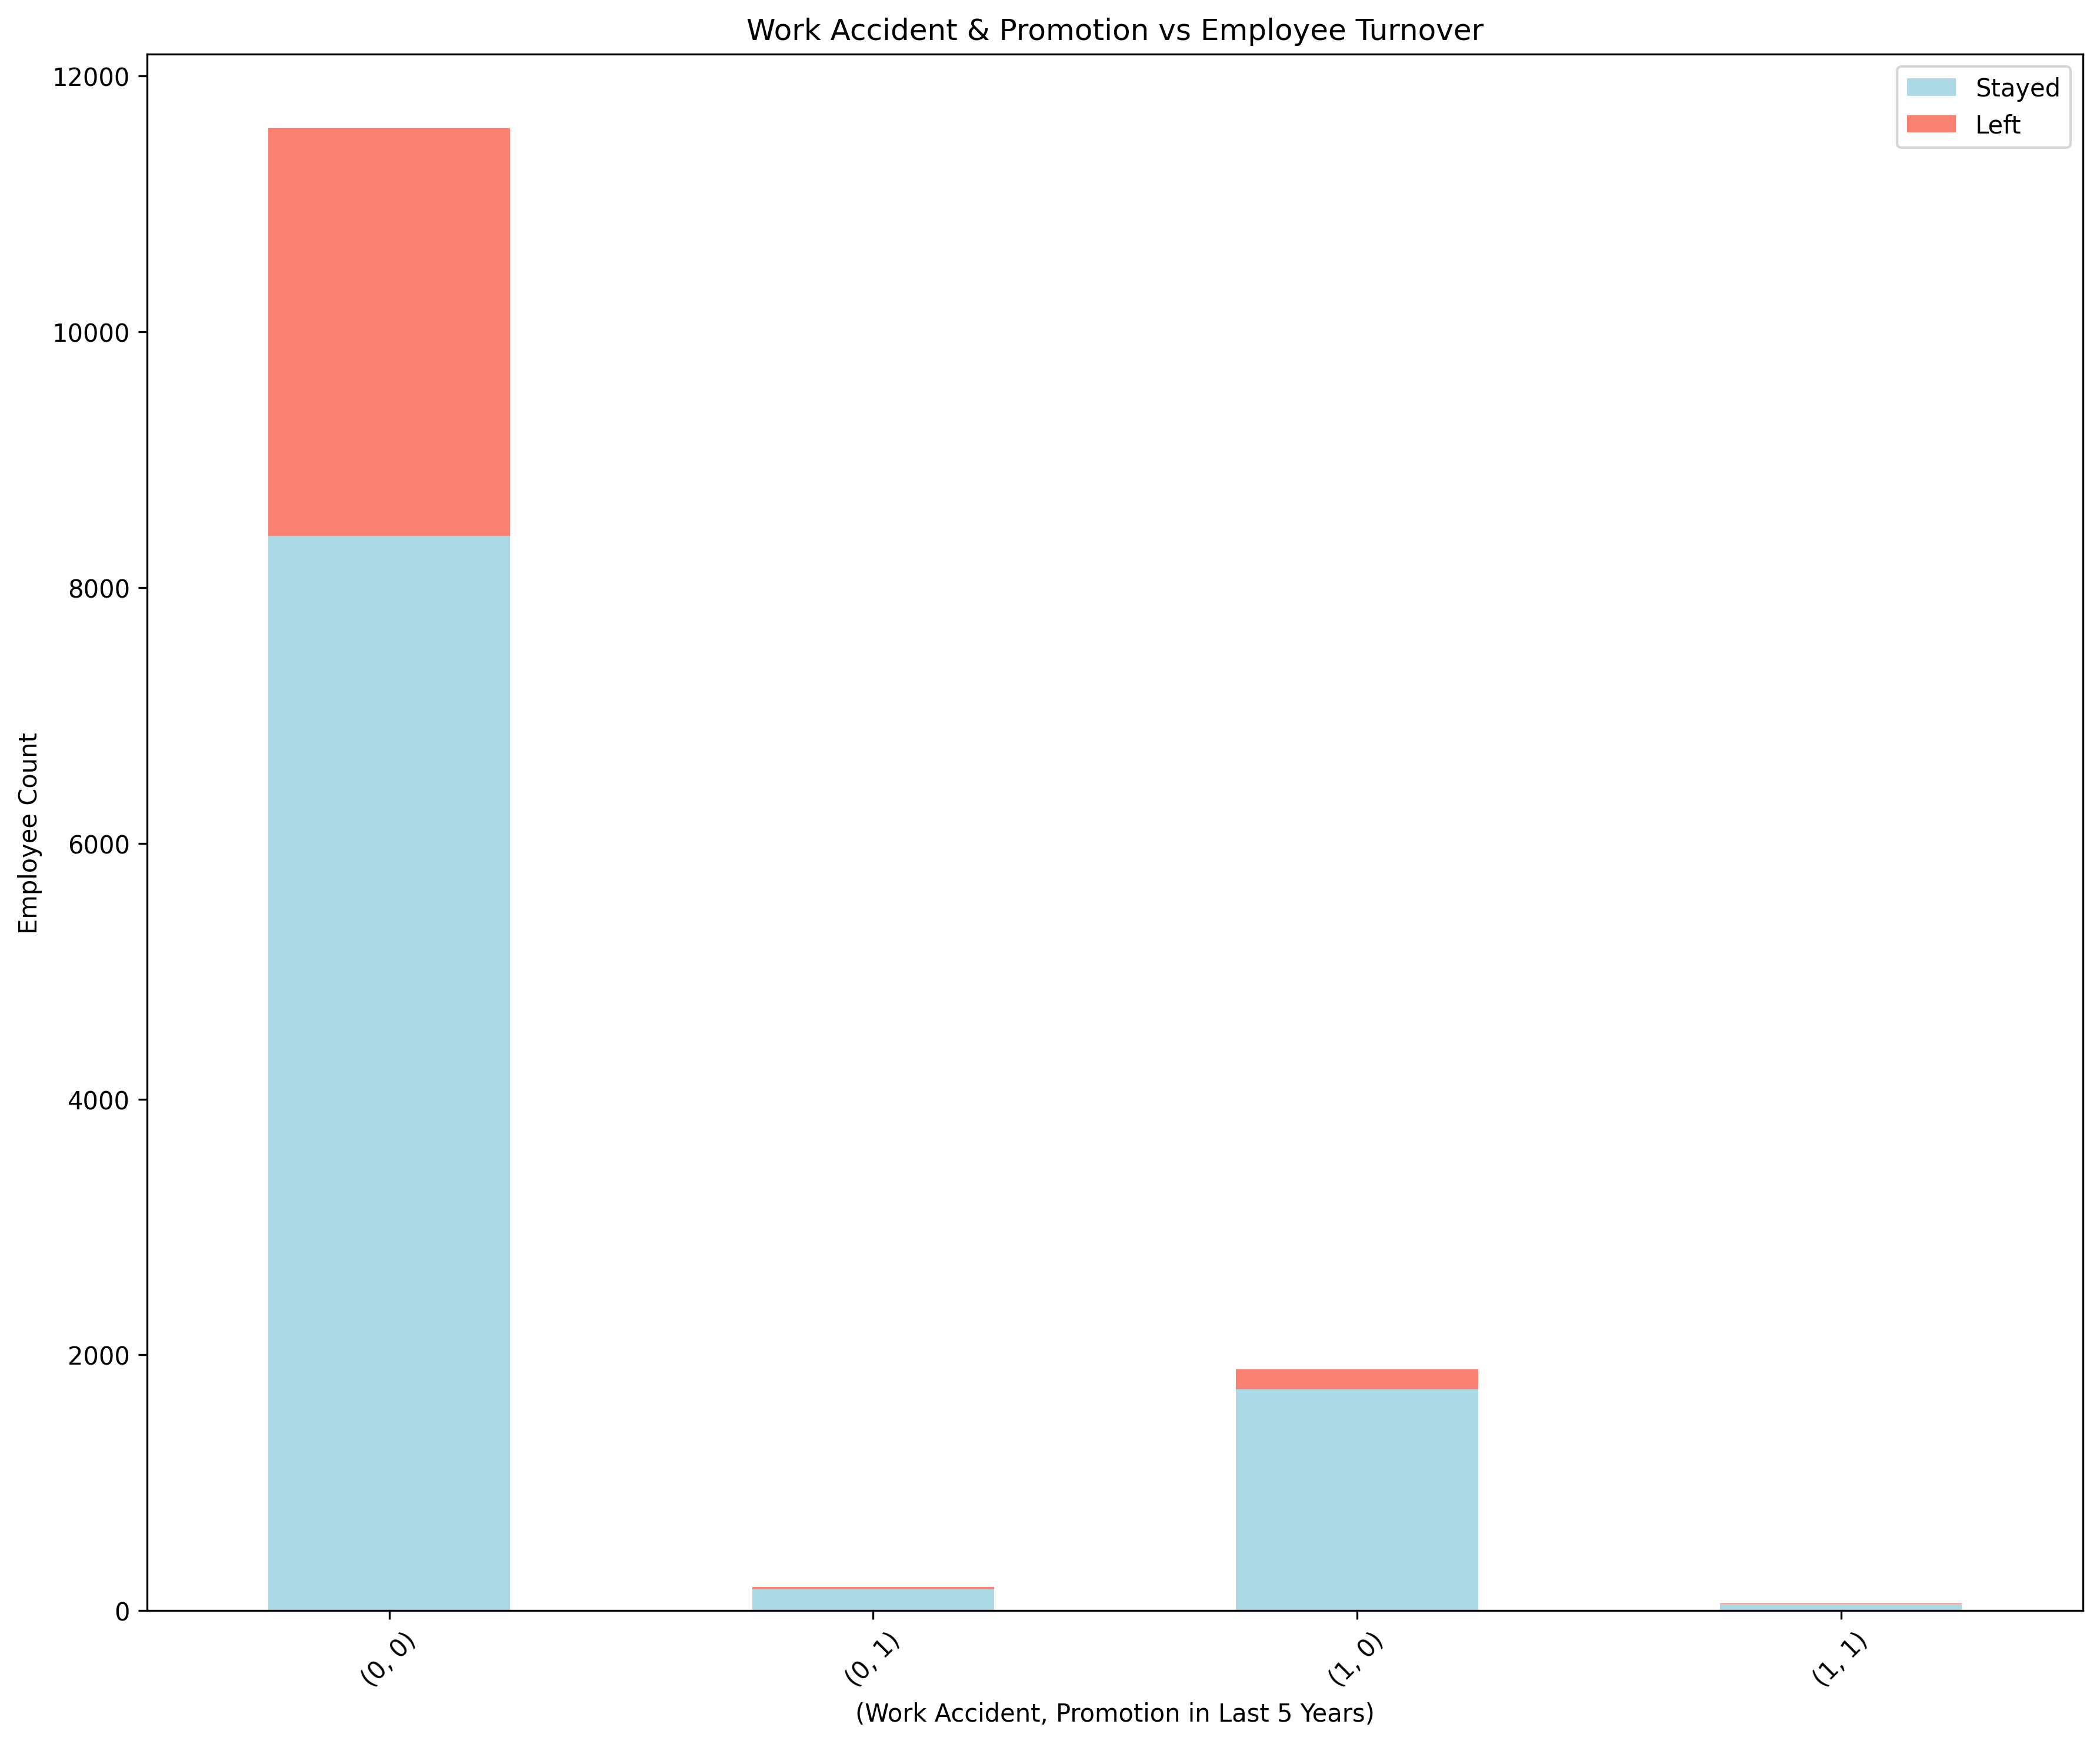 Work Accident & Promotion vs Employee Turnover
Stayed
Left
Employee Count
12000
10000
8000
6000
4000
2000
0
(0, 0)
(0, 1)
(1, 0)
(1, 1)
(Work Accident, Promotion in Last 5 Years)